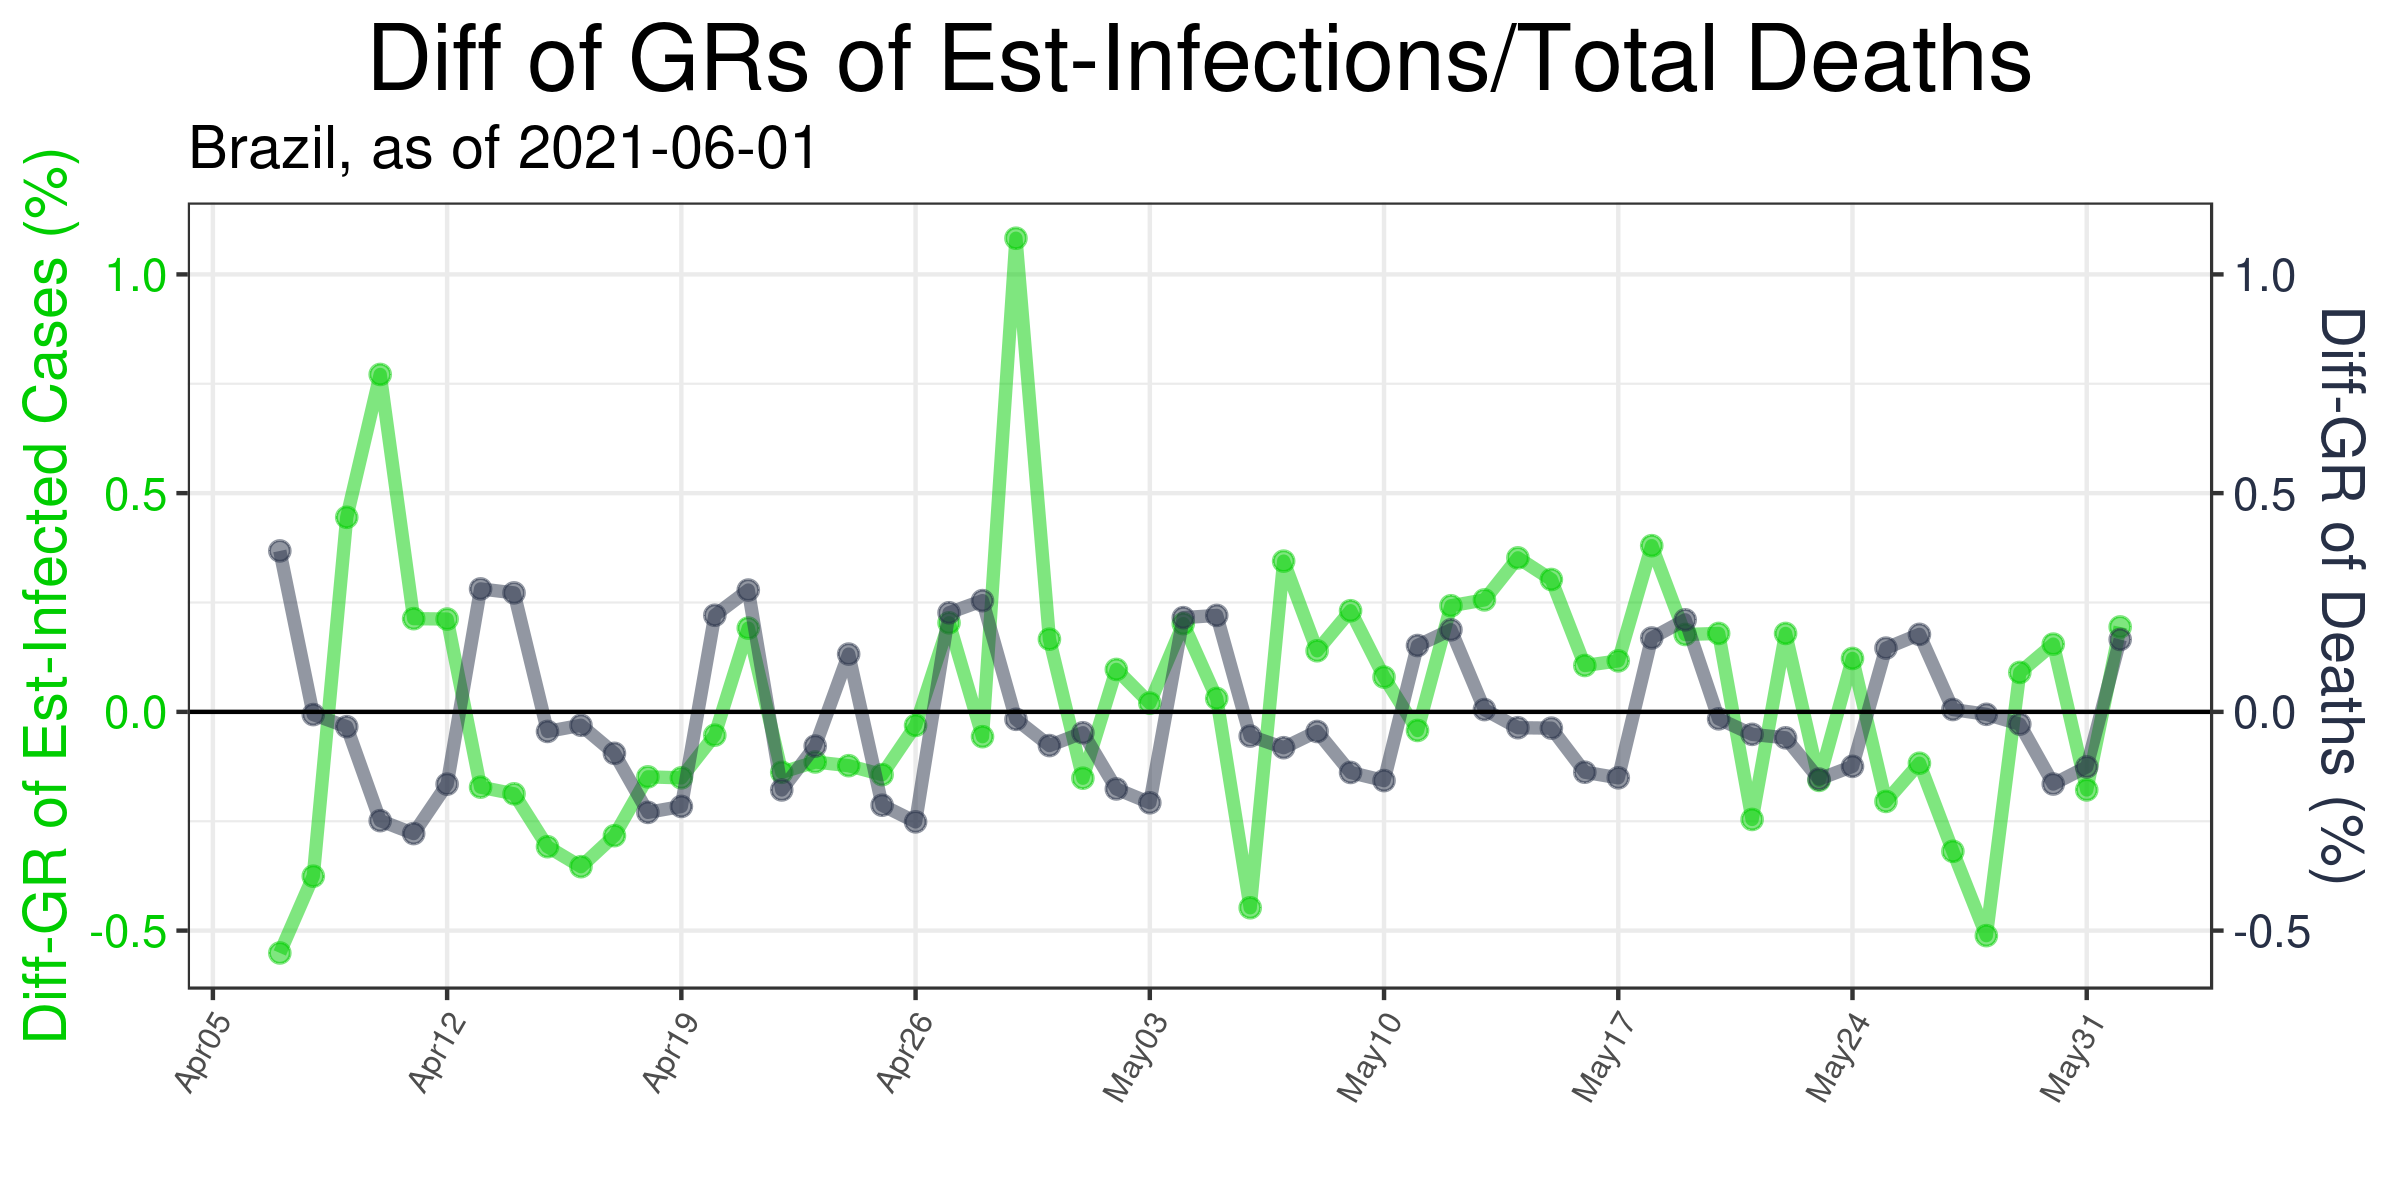 Diff of GRs of Est-Infections/Total Deaths
Brazil, as of 2021-06-01
Diff-GR of Est-Infected Cases (%)
1.0
0.5
0.0
-0.5
1.0
0.5
0.0
-0.5
Diff-GR of Deaths (%)
Apr05
Apr12
Apr19
Apr26
May03
May10
May17
May24
May31